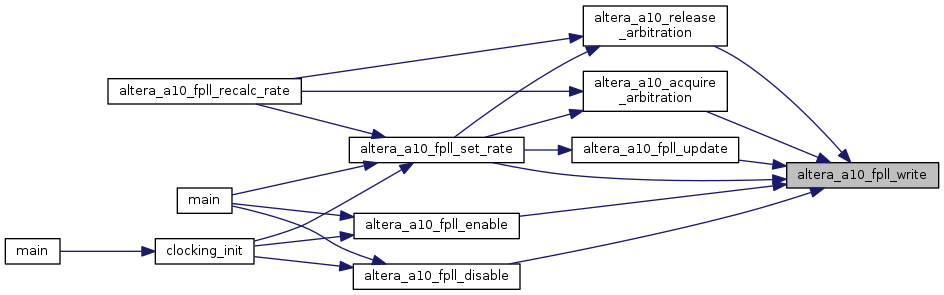 altera_a10_release
_arbitration
altera_a10_fpll_recalc_rate
altera_a10_acquire
_arbitration
altera_a10_fpll_set_rate
altera_a10_fpll_update
altera_a10_fpll_write
main
altera_a10_fpll_enable
main
clocking_init
altera_a10_fpll_disable